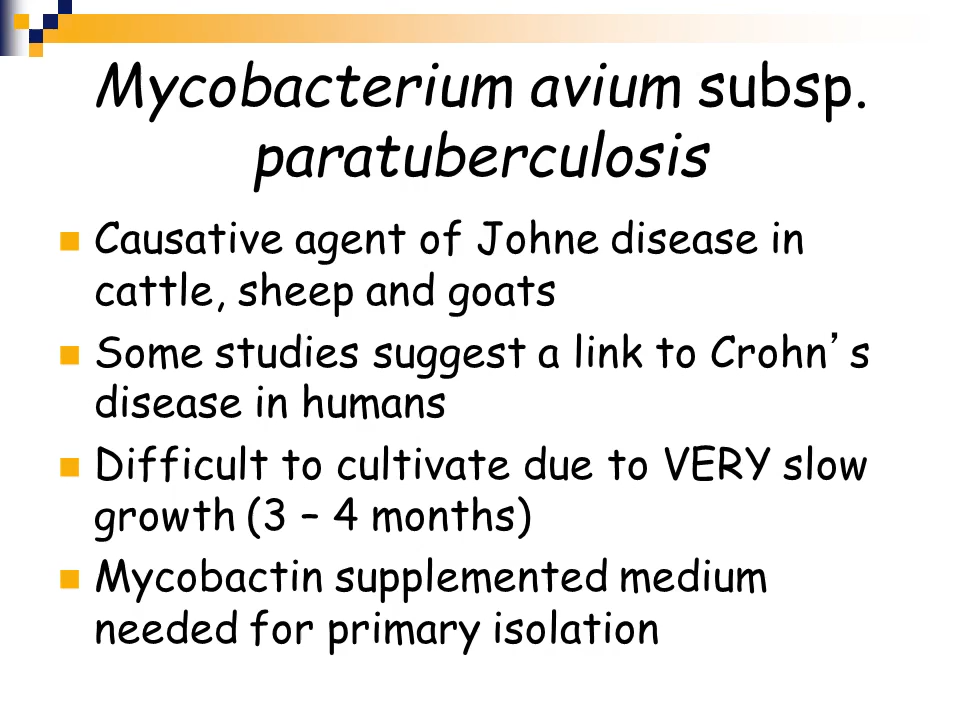 Mycobacterium avium subsp.
paratuberculosis
Causative agent of Johne disease in
cattle, sheep and goats
Some studies suggest a link to Crohn’s
disease in humans
Difficult to cultivate due to VERY slow
growth (3 – 4 months)
Mycobactin supplemented medium
needed for primary isolation